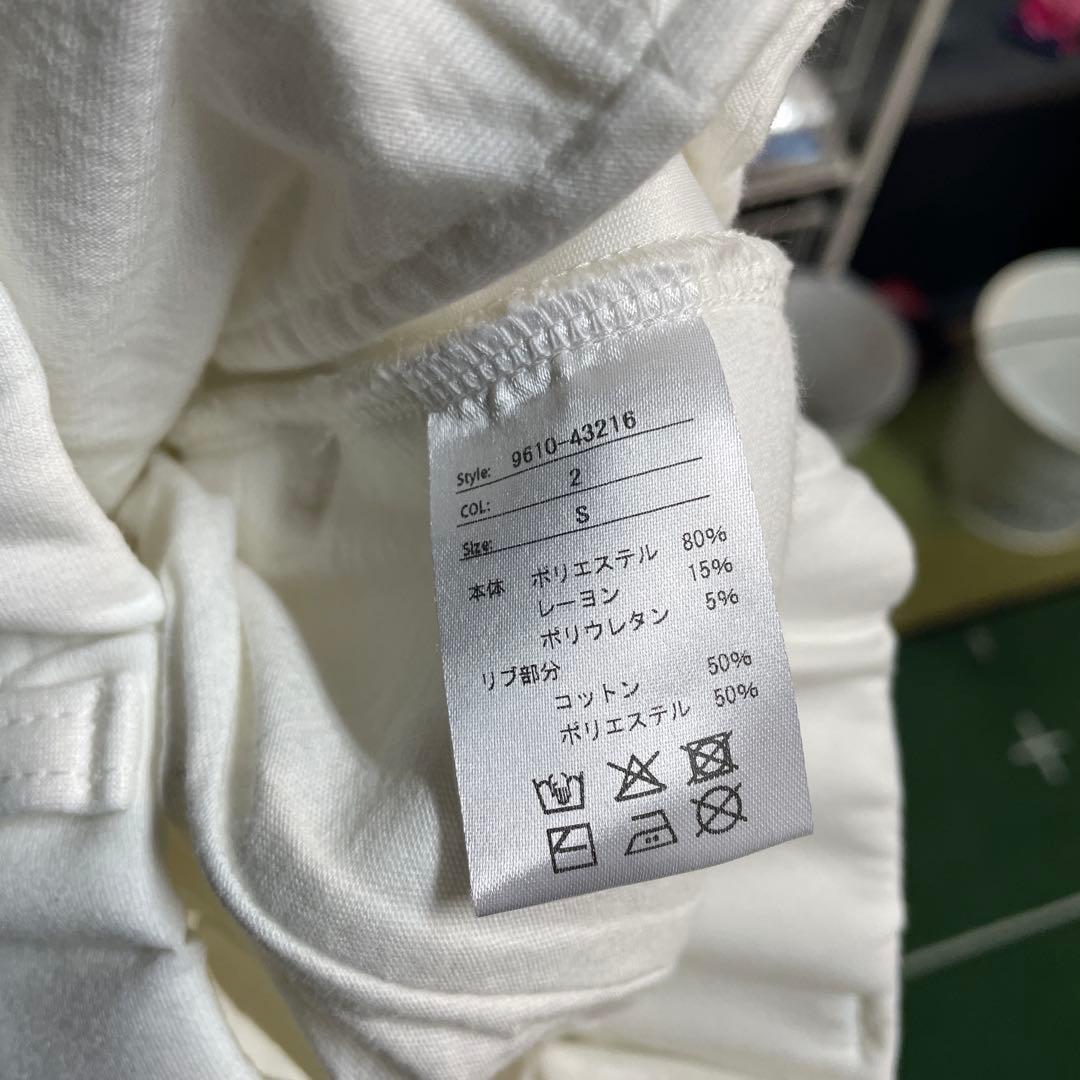 Style: 9610-43216
COL: 2
Size: S
本体 ポリエステル 80%
レーヨン 15%
ポリウレタン 5%
リブ部分
コットン 50%
ポリエステル 50%